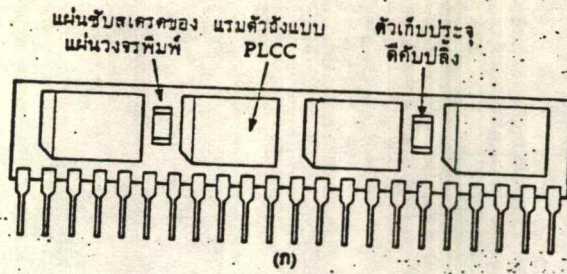 แผ่นซับสเตรตของ
แผ่นวงจรพิมพ์
แรมตัวถังแบบ
PLCC
ตัวเก็บประจุ
ดีคัปปลิ้ง
(ก)